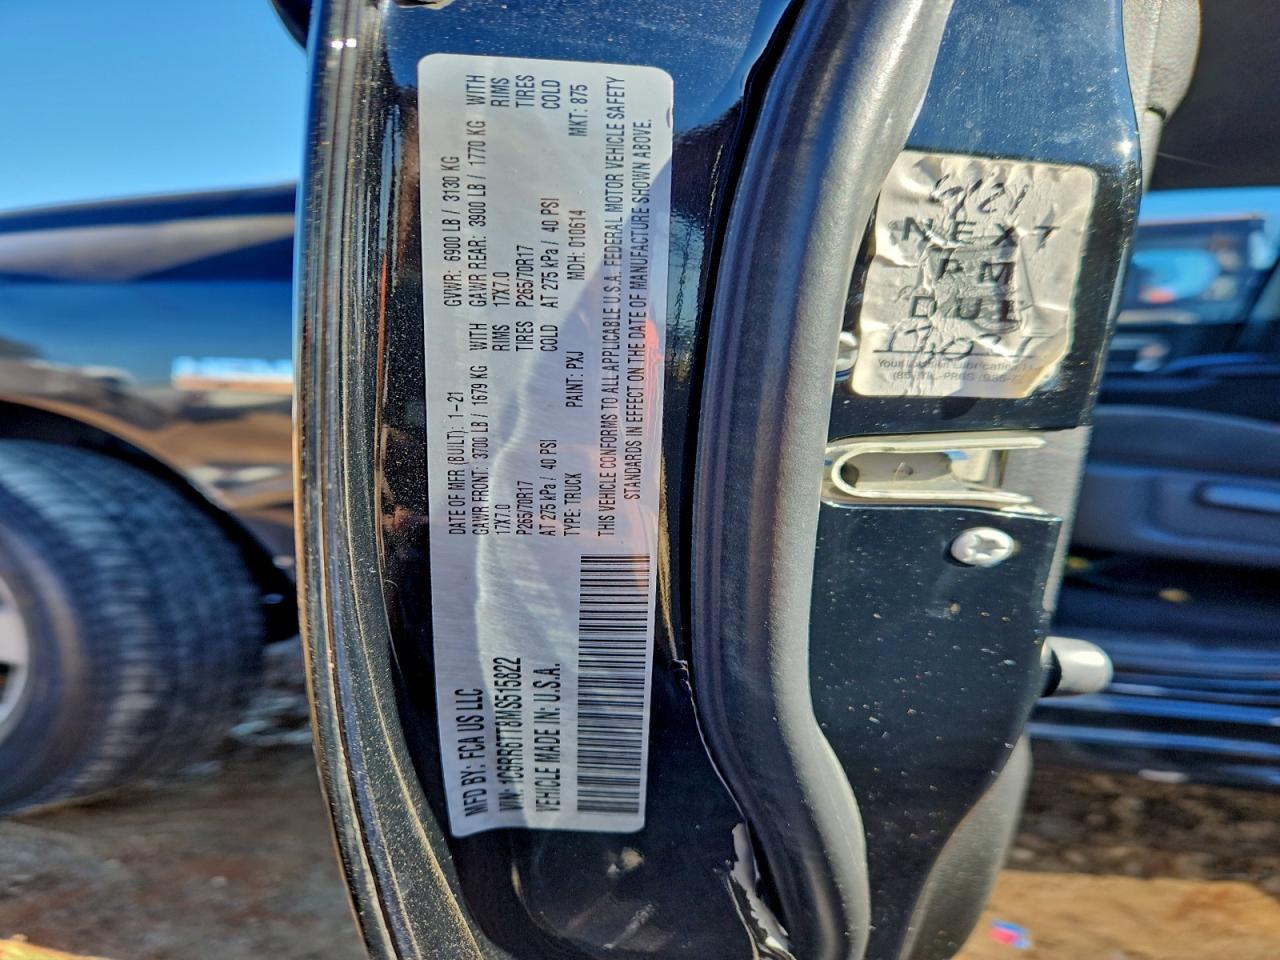 MFD BY: FCA US LLC
DATE OF MFR (BUILT): 1-21 GVWR: 6900 LB / 3130 KG
GAWR FRONT: 3700 LB / 1679 KG WITH GAWR REAR: 3900 LB / 1770 KG WITH
17X7.0 RIMS 17X7.0 RIMS
P265/70R17 TIRES P265/70R17 TIRES
AT 275 kPa / 40 PSI COLD AT 275 kPa / 40 PSI COLD
VIN: 1C6RR6TT8MS515822
TYPE: TRUCK PAINT: PXJ MDH: 010614 MKT: 875
VEHICLE MADE IN: U.S.A.
THIS VEHICLE CONFORMS TO ALL APPLICABLE U.S.A. FEDERAL MOTOR VEHICLE SAFETY
STANDARDS IN EFFECT ON THE DATE OF MANUFACTURE SHOWN ABOVE.
NEXT
PM
DUE